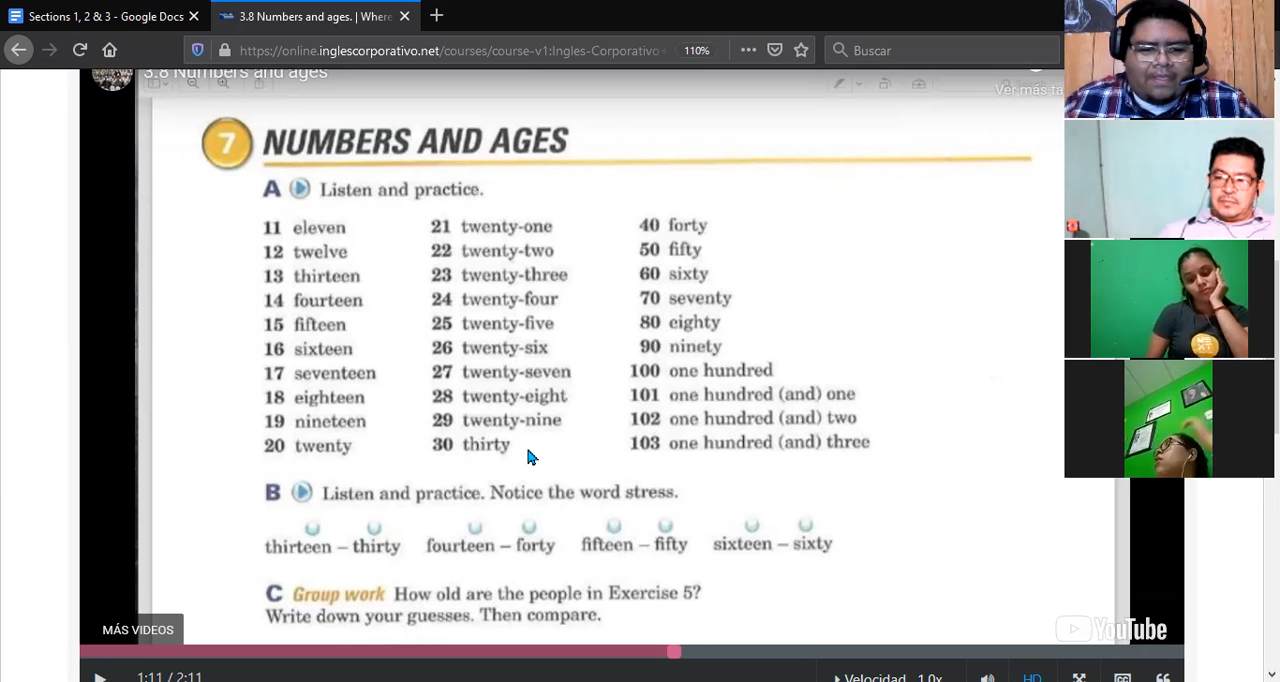 Sections 1, 2 & 3 - Google Docs
3.8 Numbers and ages. | Where
https://online.inglescorporativo.net/courses/course-v1:Ingles-Corporativo+
110%
Buscar
3.8 Numbers and ages
Ver más ta
7 NUMBERS AND AGES
A Listen and practice.
11 eleven 21 twenty-one 40 forty
12 twelve 22 twenty-two 50 fifty
13 thirteen 23 twenty-three 60 sixty
14 fourteen 24 twenty-four 70 seventy
15 fifteen 25 twenty-five 80 eighty
16 sixteen 26 twenty-six 90 ninety
17 seventeen 27 twenty-seven 100 one hundred
18 eighteen 28 twenty-eight 101 one hundred (and) one
19 nineteen 29 twenty-nine 102 one hundred (and) two
20 twenty 30 thirty 103 one hundred (and) three
B Listen and practice. Notice the word stress.
thirteen – thirty fourteen – forty fifteen – fifty sixteen – sixty
C Group work How old are the people in Exercise 5?
Write down your guesses. Then compare.
MÁS VIDEOS
YouTube
1:11 / 2:11
Velocidad 1.0x
HD
CC
NE
XT